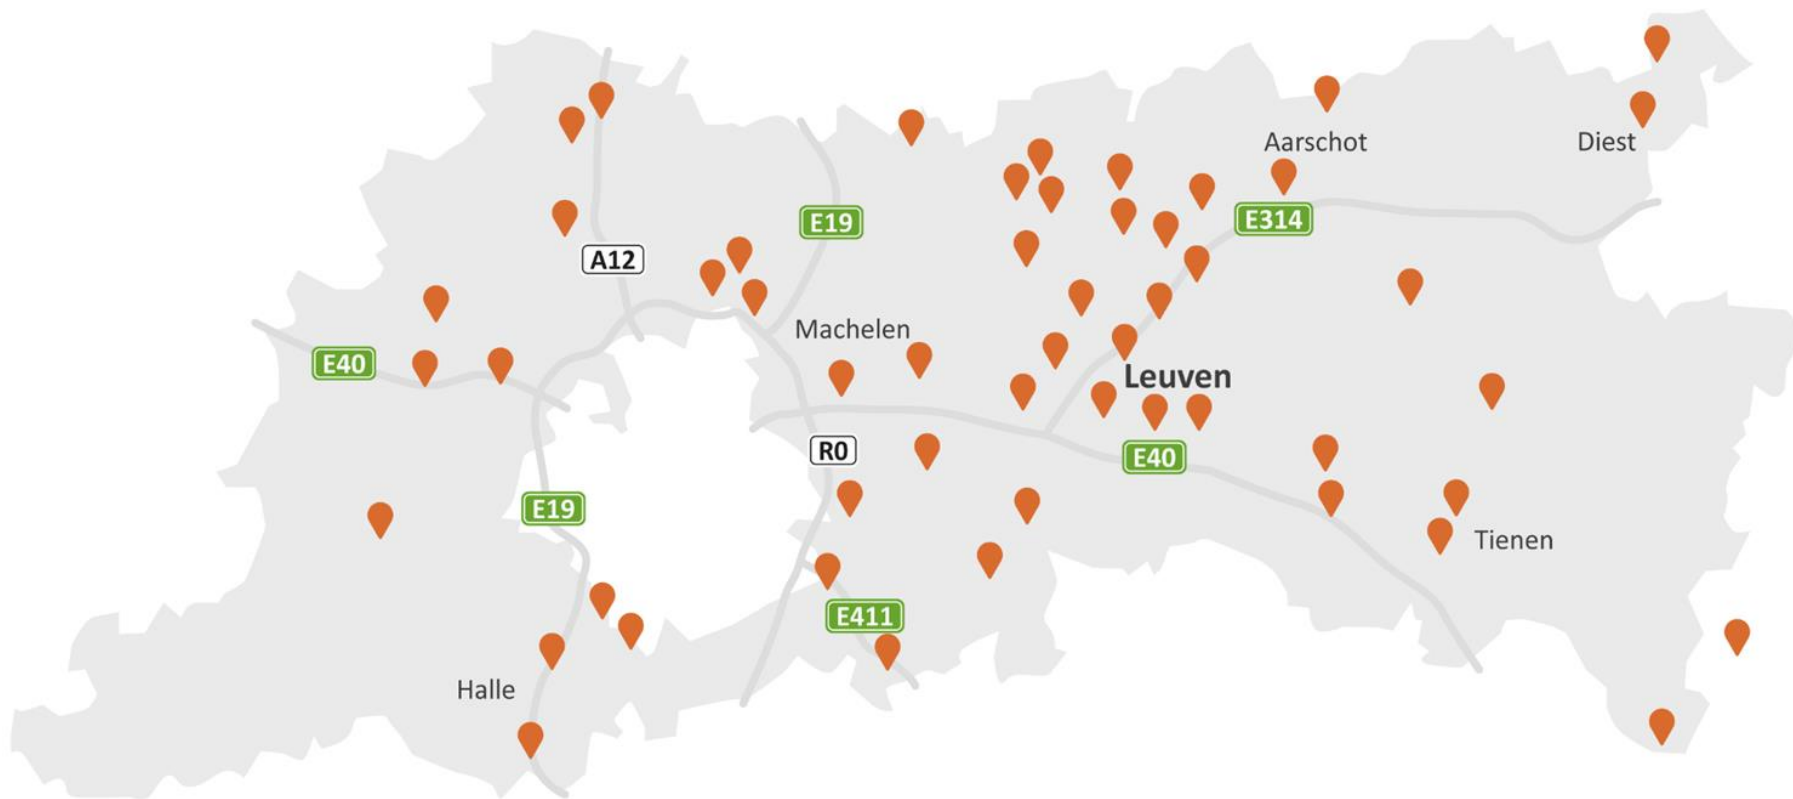 Aarschot
Diest
E19
E314
A12
Machelen
E40
Leuven
R0
E40
E19
Tienen
E411
Halle